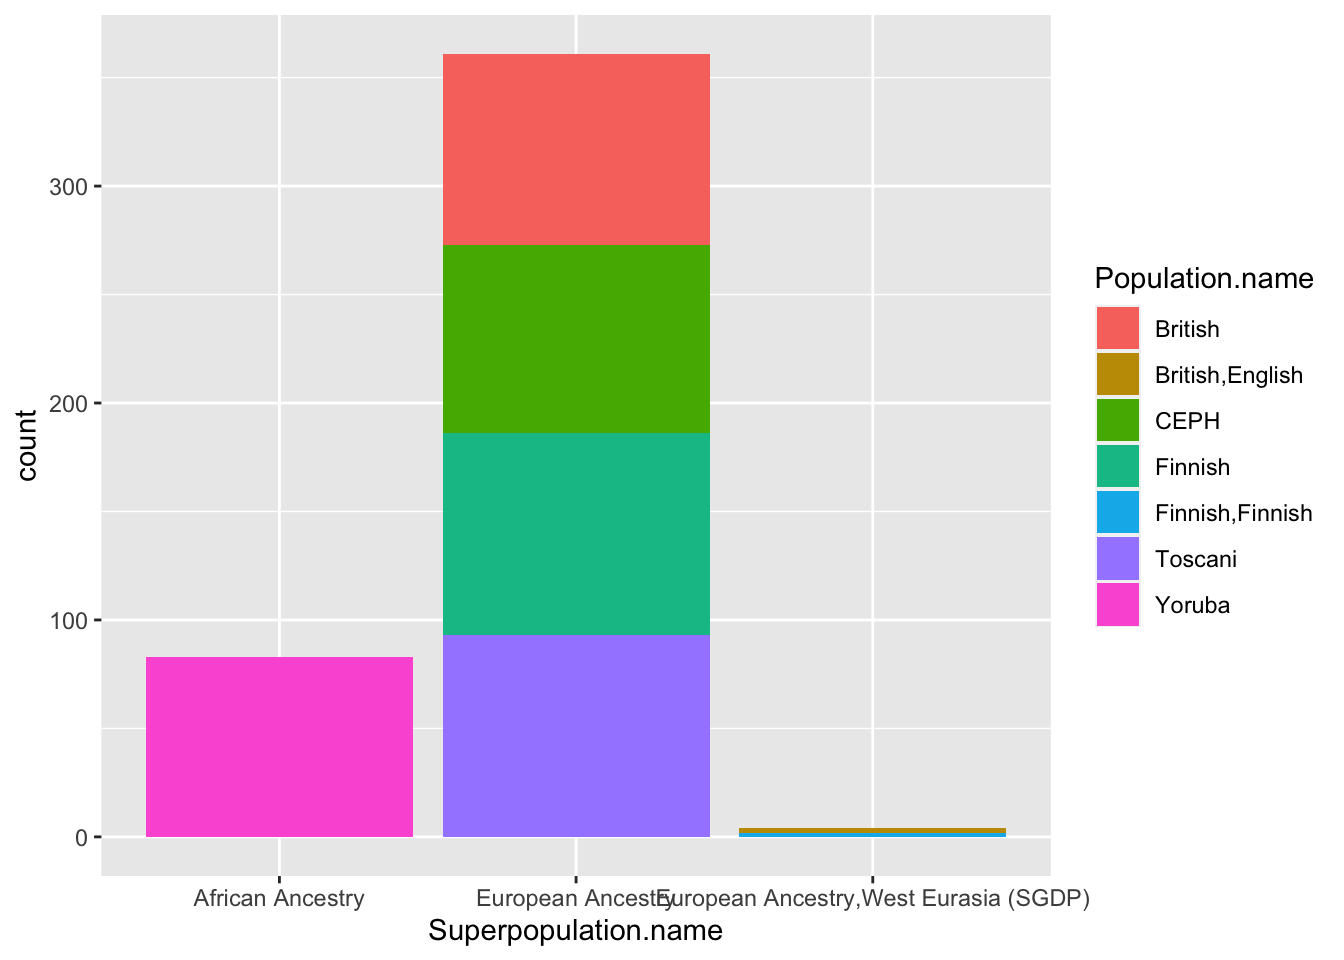 300
200
100
0
count
African Ancestry
European Ancestry
European Ancestry,West Eurasia (SGDP)
Superpopulation.name
Population.name
British
British,English
CEPH
Finnish
Finnish,Finnish
Toscani
Yoruba